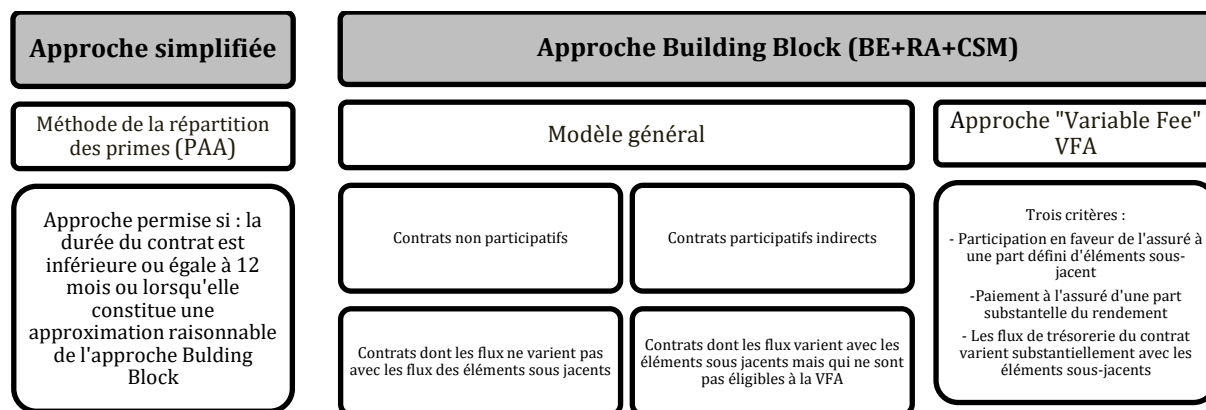 Approche simplifiée
Méthode de la répartition
des primes (PAA)
Approche permise si : la
durée du contrat est
inférieure ou égale à 12
mois ou lorsqu'elle
constitue une
approximation raisonnable
de l'approche Bulding
Block
Approche Building Block (BE+RA+CSM)
Modèle général
Contrats non participatifs
Contrats participatifs indirects
Contrats dont les flux ne varient pas
avec les flux des éléments sous jacents
Contrats dont les flux varient avec les
éléments sous jacents mais qui ne sont
pas éligibles à la VFA
Approche "Variable Fee"
VFA
Trois critères :
- Participation en faveur de l'assuré à
une part défini d'éléments sous-
jacent
-Paiement à l'assuré d'une part
substantelle du rendement
- Les flux de trésorerie du contrat
varient substantiellement avec les
éléments sous-jacents